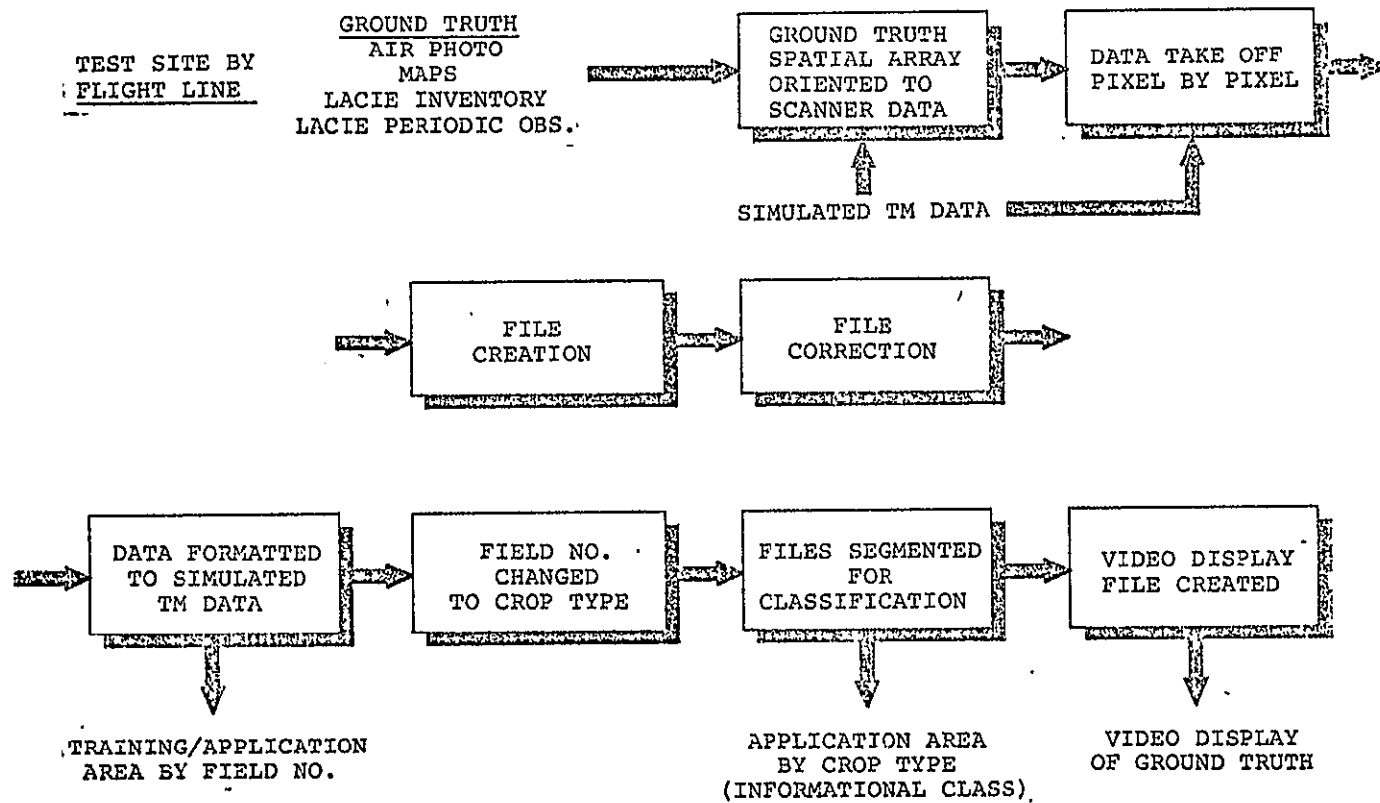 TEST SITE BY
FLIGHT LINE
GROUND TRUTH
AIR PHOTO
MAPS
LACIE INVENTORY
LACIE PERIODIC OBS.
GROUND TRUTH
SPATIAL ARRAY
ORIENTED TO
SCANNER DATA
DATA TAKE OFF
PIXEL BY PIXEL
SIMULATED TM DATA
FILE
CREATION
FILE
CORRECTION
DATA FORMATTED
TO SIMULATED
TM DATA
FIELD NO.
CHANGED
TO CROP TYPE
FILES SEGMENTED
FOR
CLASSIFICATION
VIDEO DISPLAY
FILE CREATED
TRAINING/APPLICATION
AREA BY FIELD NO.
APPLICATION AREA
BY CROP TYPE
(INFORMATIONAL CLASS)
VIDEO DISPLAY
OF GROUND TRUTH